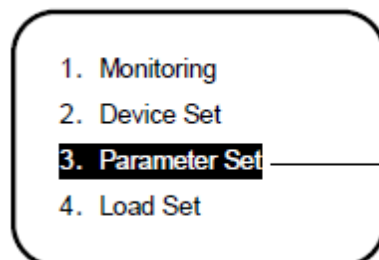 1. Monitoring
2. Device Set
3. Parameter Set
4. Load Set